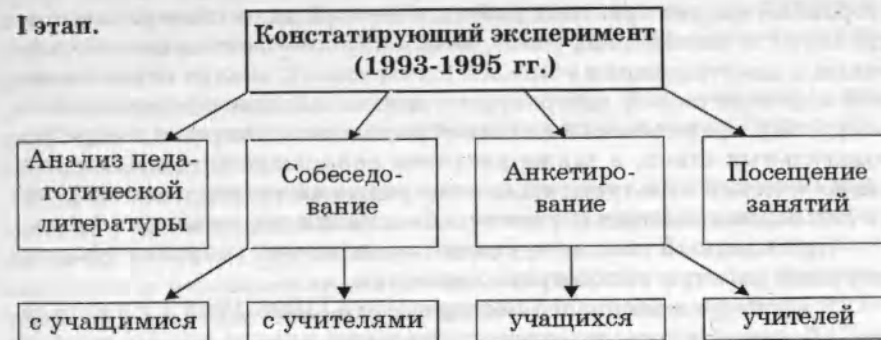 I этап.
Констатирующий эксперимент
(1993-1995 гг.)
Анализ педа-
гогической
литературы
Собеседо-
вание
Анкетиро-
вание
Посещение
занятий
с учащимися
с учителями
учащихся
учителей